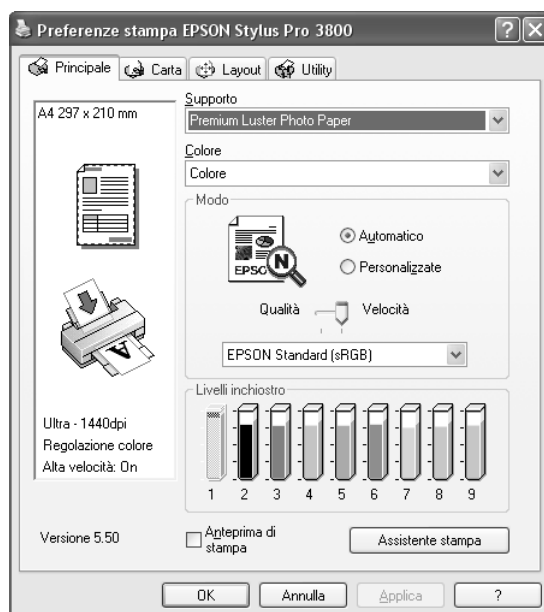 Preferenze stampa EPSON Stylus Pro 3800
Principale Carta Layout Utility
A4 297 x 210 mm
Supporto
Premium Luster Photo Paper
Colore
Colore
Modo
EPSON
N
Automatico
Personalizzate
Qualità Velocità
EPSON Standard (sRGB)
Livelli inchiostro
1 2 3 4 5 6 7 8 9
A
Ultra - 1440dpi
Regolazione colore
Alta velocità: On
Versione 5.50
Anteprima di
stampa
Assistente stampa
OK Annulla Applica ?